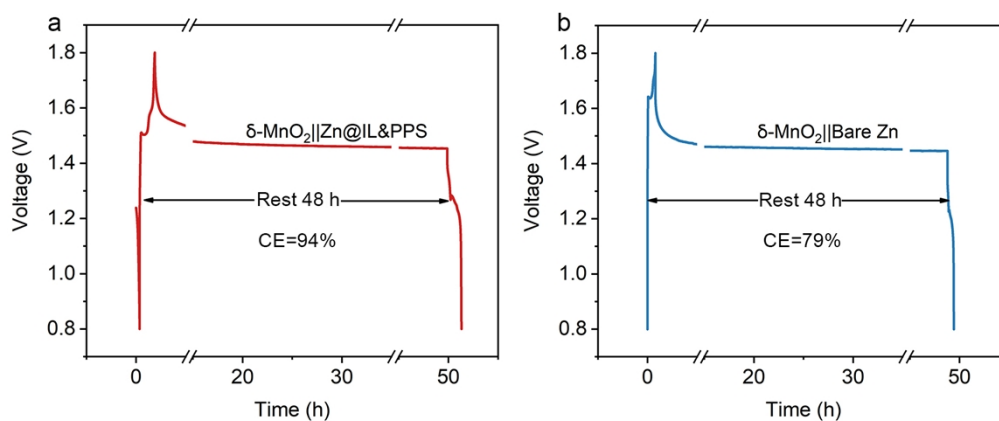 a
1.8
1.6
1.4
1.2
1.0
0.8
Voltage (V)
δ-MnO₂||Zn@IL&PPS
Rest 48 h
CE=94%
0
20
30
50
Time (h)
b
1.8
1.6
1.4
1.2
1.0
0.8
Voltage (V)
δ-MnO₂||Bare Zn
Rest 48 h
CE=79%
0
20
30
50
Time (h)